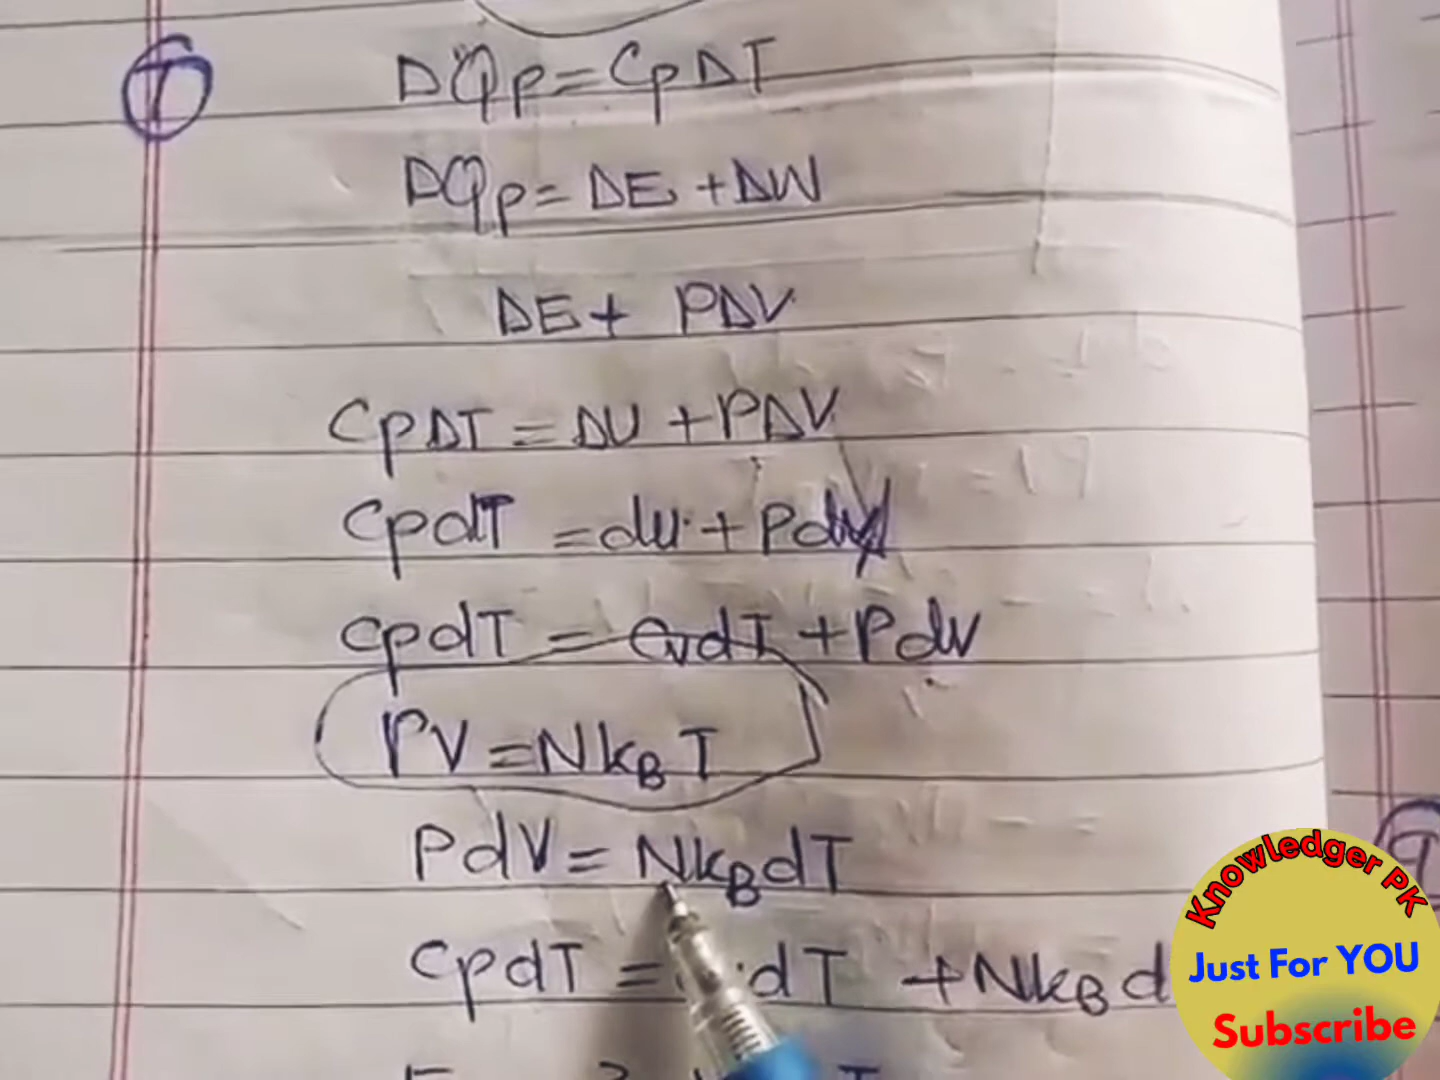 T
ΔQp = CpΔT
ΔQp = ΔE + ΔW
ΔE + PΔV
CpΔT = ΔU + PΔV
CpdT = du + PdV
CpdT = CvdT + PdV
PV = NkBT
PdV = NkBdT
CpdT = dT + NkBd
Knowledger PK
Just For YOU
Subscribe